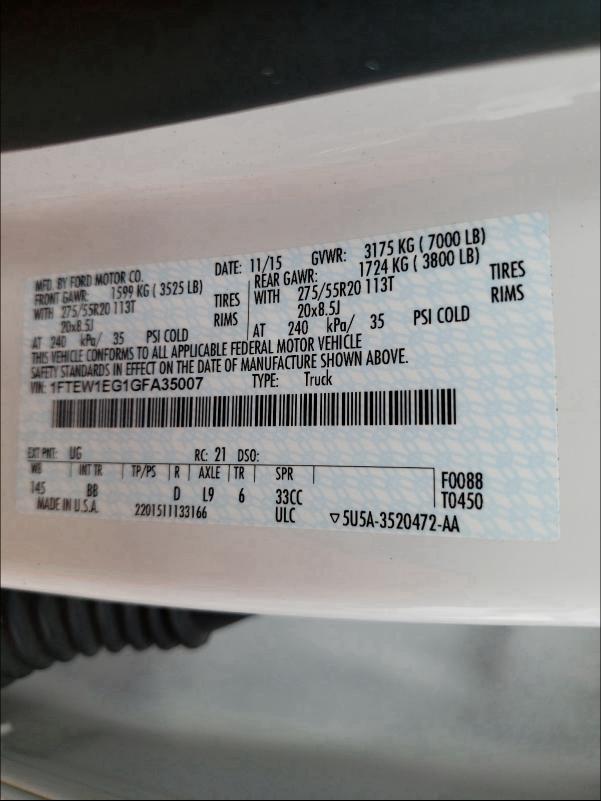 MFD. BY FORD MOTOR CO. DATE: 11/15 GVWR: 3175 KG ( 7000 LB)
FRONT GAWR: 1599 KG ( 3525 LB) REAR GAWR: 1724 KG ( 3800 LB)
WITH 275/55R20 113T TIRES WITH 275/55R20 113T TIRES
20x8.5J RIMS 20x8.5J RIMS
AT 240 kPa/ 35 PSI COLD AT 240 kPa/ 35 PSI COLD
THIS VEHICLE CONFORMS TO ALL APPLICABLE FEDERAL MOTOR VEHICLE
SAFETY STANDARDS IN EFFECT ON THE DATE OF MANUFACTURE SHOWN ABOVE.
VIN: 1FTEW1EG1GFA35007 TYPE: Truck
EXT PNT: UG RC: 21 DSO:
WB INT TR TP/PS R AXLE TR SPR F0088
145 BB D L9 6 33CC T0450
MADE IN U.S.A. 2201511133166 ULC ▽5U5A-3520472-AA